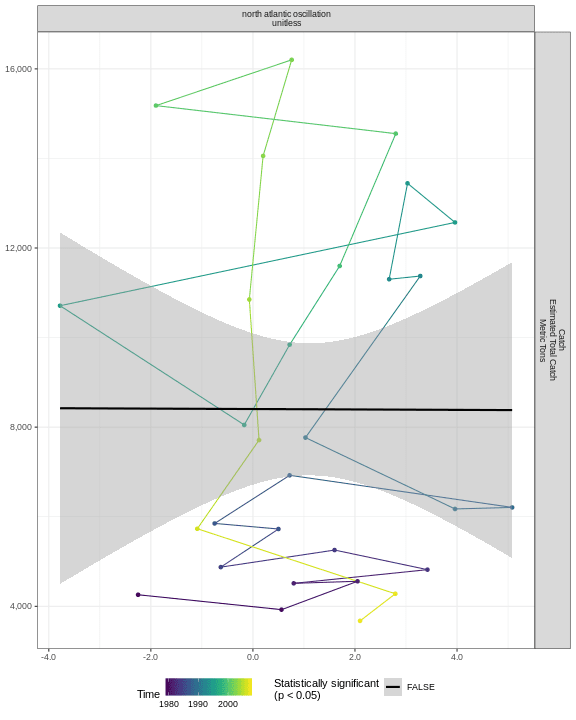 north atlantic oscillation
unitless
16,000
12,000
8,000
4,000
Catch
Estimated Total Catch
Metric Tons
-4.0
-2.0
0.0
2.0
4.0
Time
1980
1990
2000
Statistically significant
(p < 0.05)
FALSE